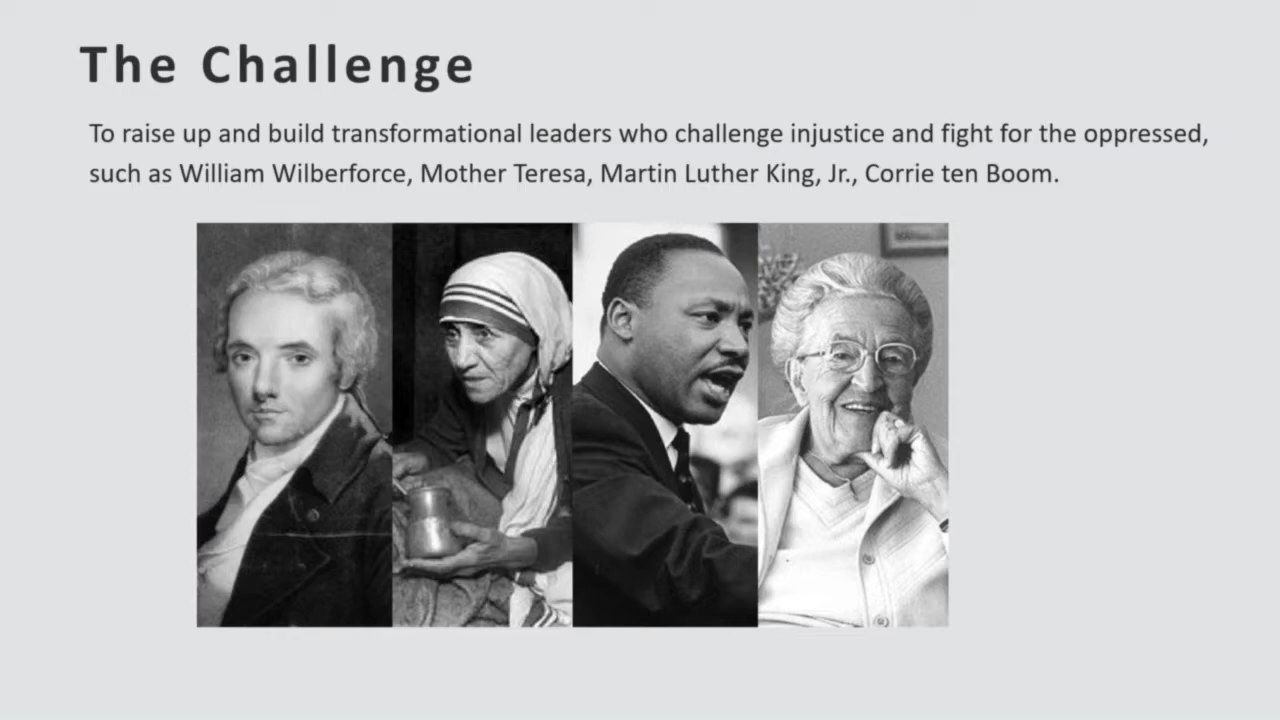 The Challenge
To raise up and build transformational leaders who challenge injustice and fight for the oppressed,
such as William Wilberforce, Mother Teresa, Martin Luther King, Jr., Corrie ten Boom.